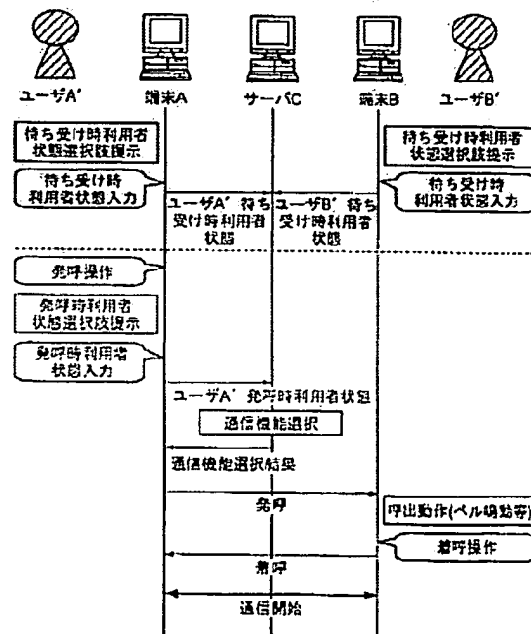 ユーザA' 端末A サーバC 端末B ユーザB'
待ち受け時利用者
状態選択肢提示
待ち受け時利用者
状態選択肢提示
待ち受け時
利用者状態入力
待ち受け時
利用者状態入力
ユーザA' 待ち
受け時利用者
状態
ユーザB' 待ち
受け時利用者
状態
発呼操作
発呼時利用者
状態選択肢提示
発呼時利用者
状態入力
ユーザA' 発呼時利用者状態
通信機能選択
通信機能選択結果
発呼
呼出動作(ベル鳴動等)
着呼操作
着呼
通信開始